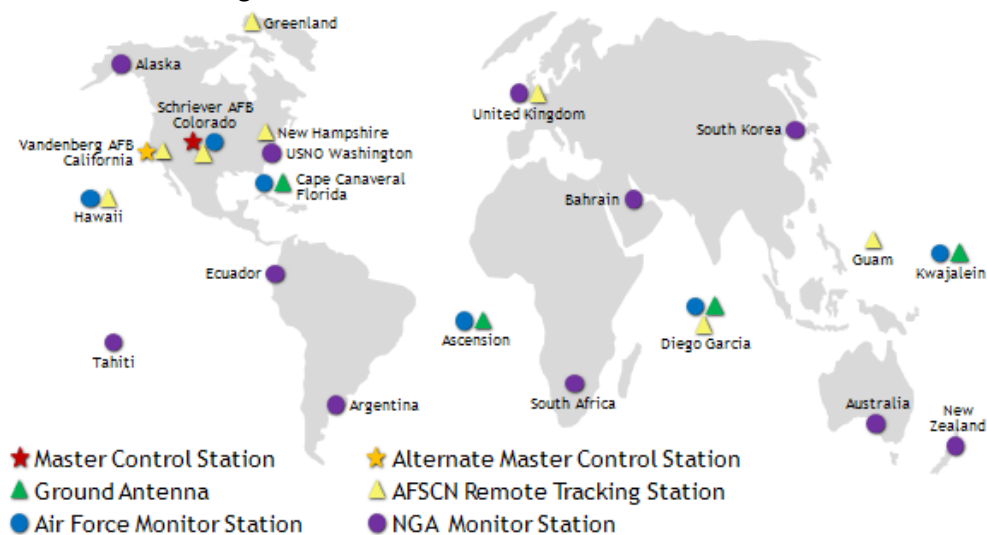 Greenland
Alaska
Schriever AFB
Colorado
United Kingdom
New Hampshire
South Korea
Vandenberg AFB
California
USNO Washington
Cape Canaveral
Florida
Bahrain
Hawaii
Guam
Ecuador
Kwajalein
Ascension
Diego Garcia
Tahiti
Argentina
South Africa
Australia
New
Zealand
Master Control Station
Alternate Master Control Station
Ground Antenna
AFSCN Remote Tracking Station
Air Force Monitor Station
NGA Monitor Station